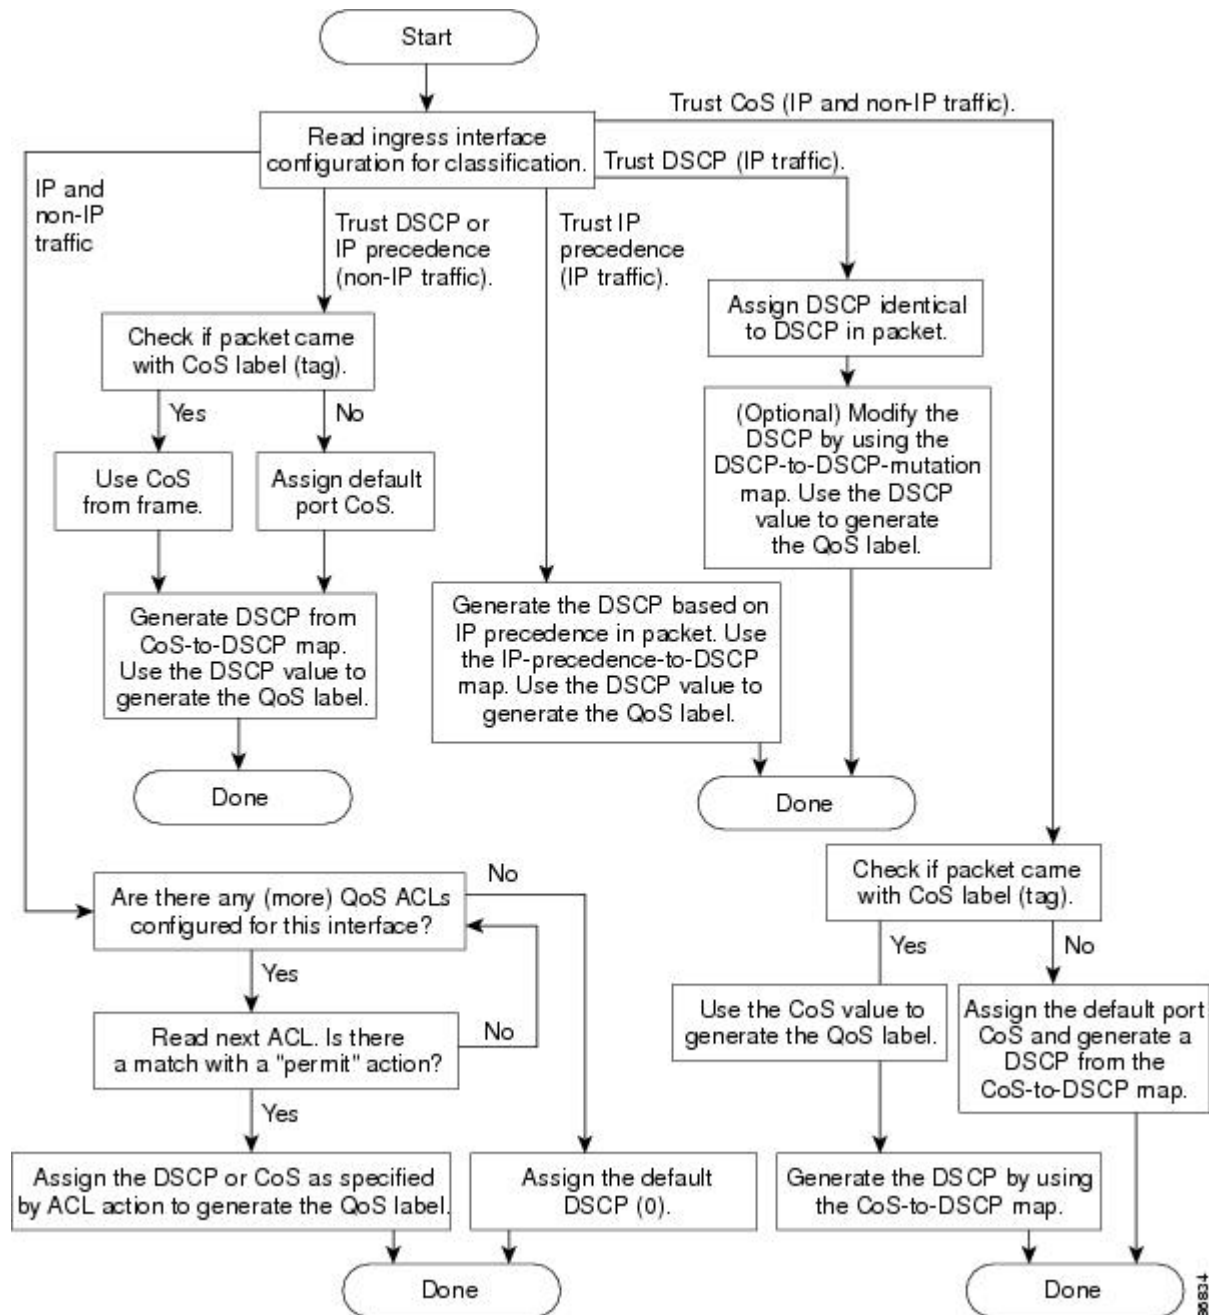 Start
Trust CoS (IP and non-IP traffic).
Read ingress interface
configuration for classification.
Trust DSCP (IP traffic).
IP and
non-IP
traffic
Trust DSCP or
IP precedence
(non-IP traffic).
Trust IP
precedence
(IP traffic).
Assign DSCP identical
to DSCP in packet.
Check if packet came
with CoS label (tag).
Yes
No
(Optional) Modify the
DSCP by using the
DSCP-to-DSCP-mutation
map. Use the DSCP
value to generate
the QoS label.
Use CoS
from frame.
Assign default
port CoS.
Generate DSCP from
CoS-to-DSCP map.
Use the DSCP value to
generate the QoS label.
Generate the DSCP based on
IP precedence in packet. Use
the IP-precedence-to-DSCP
map. Use the DSCP value to
generate the QoS label.
Done
Done
Are there any (more) QoS ACLs
configured for this interface?
No
Check if packet came
with CoS label (tag).
Yes
Yes
No
Read next ACL. Is there
a match with a "permit" action?
No
Use the CoS value to
generate the QoS label.
Assign the default port
CoS and generate a
DSCP from the
CoS-to-DSCP map.
Yes
Assign the DSCP or CoS as specified
by ACL action to generate the QoS label.
Assign the default
DSCP (0).
Generate the DSCP by using
the CoS-to-DSCP map.
Done
Done
86834